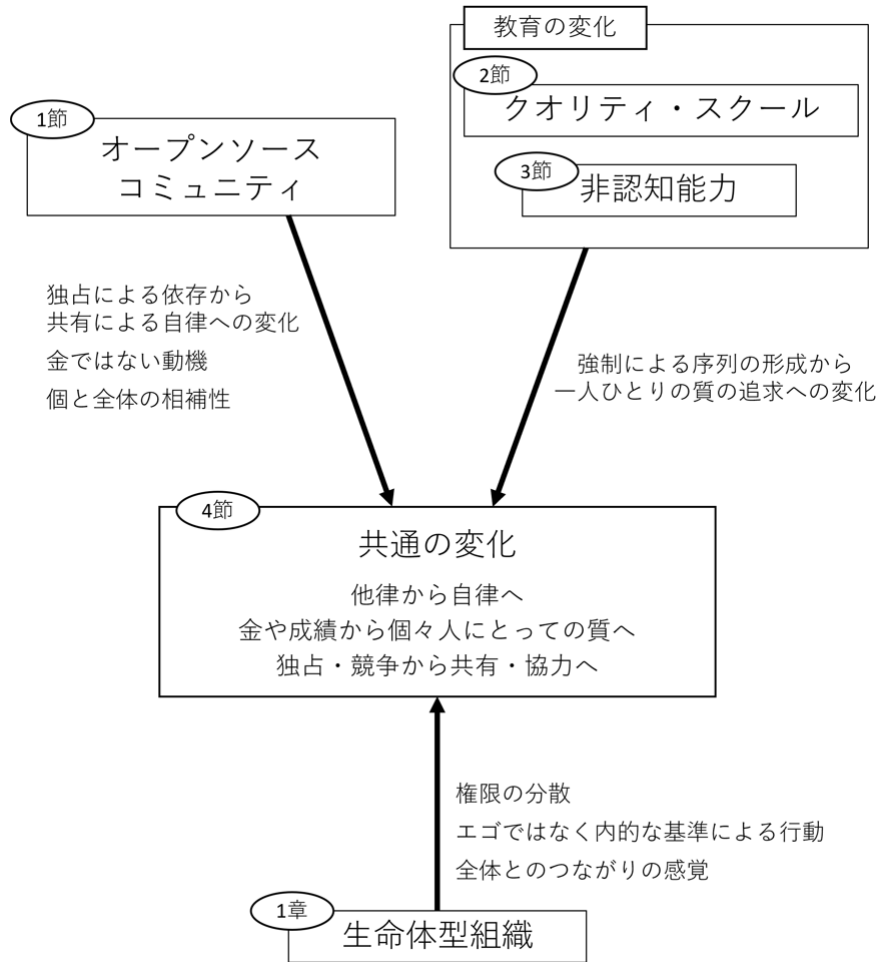 教育の変化
2節
クオリティ・スクール
3節
非認知能力
1節
オープンソース
コミュニティ
独占による依存から
共有による自律への変化
金ではない動機
個と全体の相補性
強制による序列の形成から
一人ひとりの質の追求への変化
4節
共通の変化
他律から自律へ
金や成績から個々人にとっての質へ
独占・競争から共有・協力へ
権限の分散
エゴではなく内的な基準による行動
全体とのつながりの感覚
1章
生命体型組織